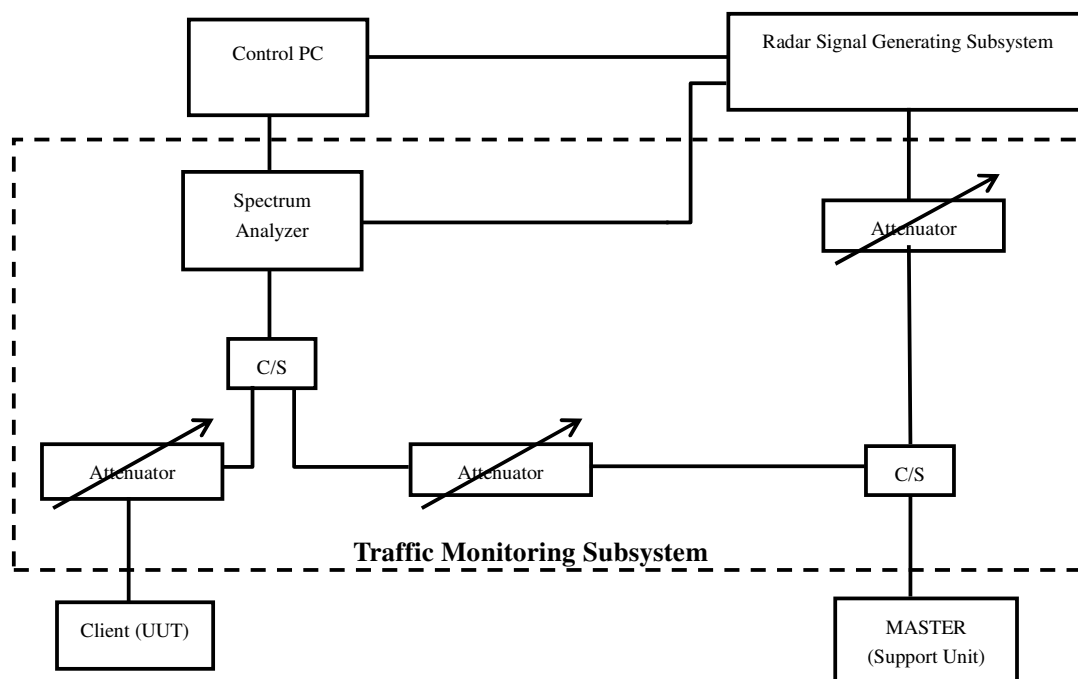 Control PC
Radar Signal Generating Subsystem
Spectrum
Analyzer
Attenuator
C/S
Attenuator
Attenuator
C/S
Traffic Monitoring Subsystem
Client (UUT)
MASTER
(Support Unit)